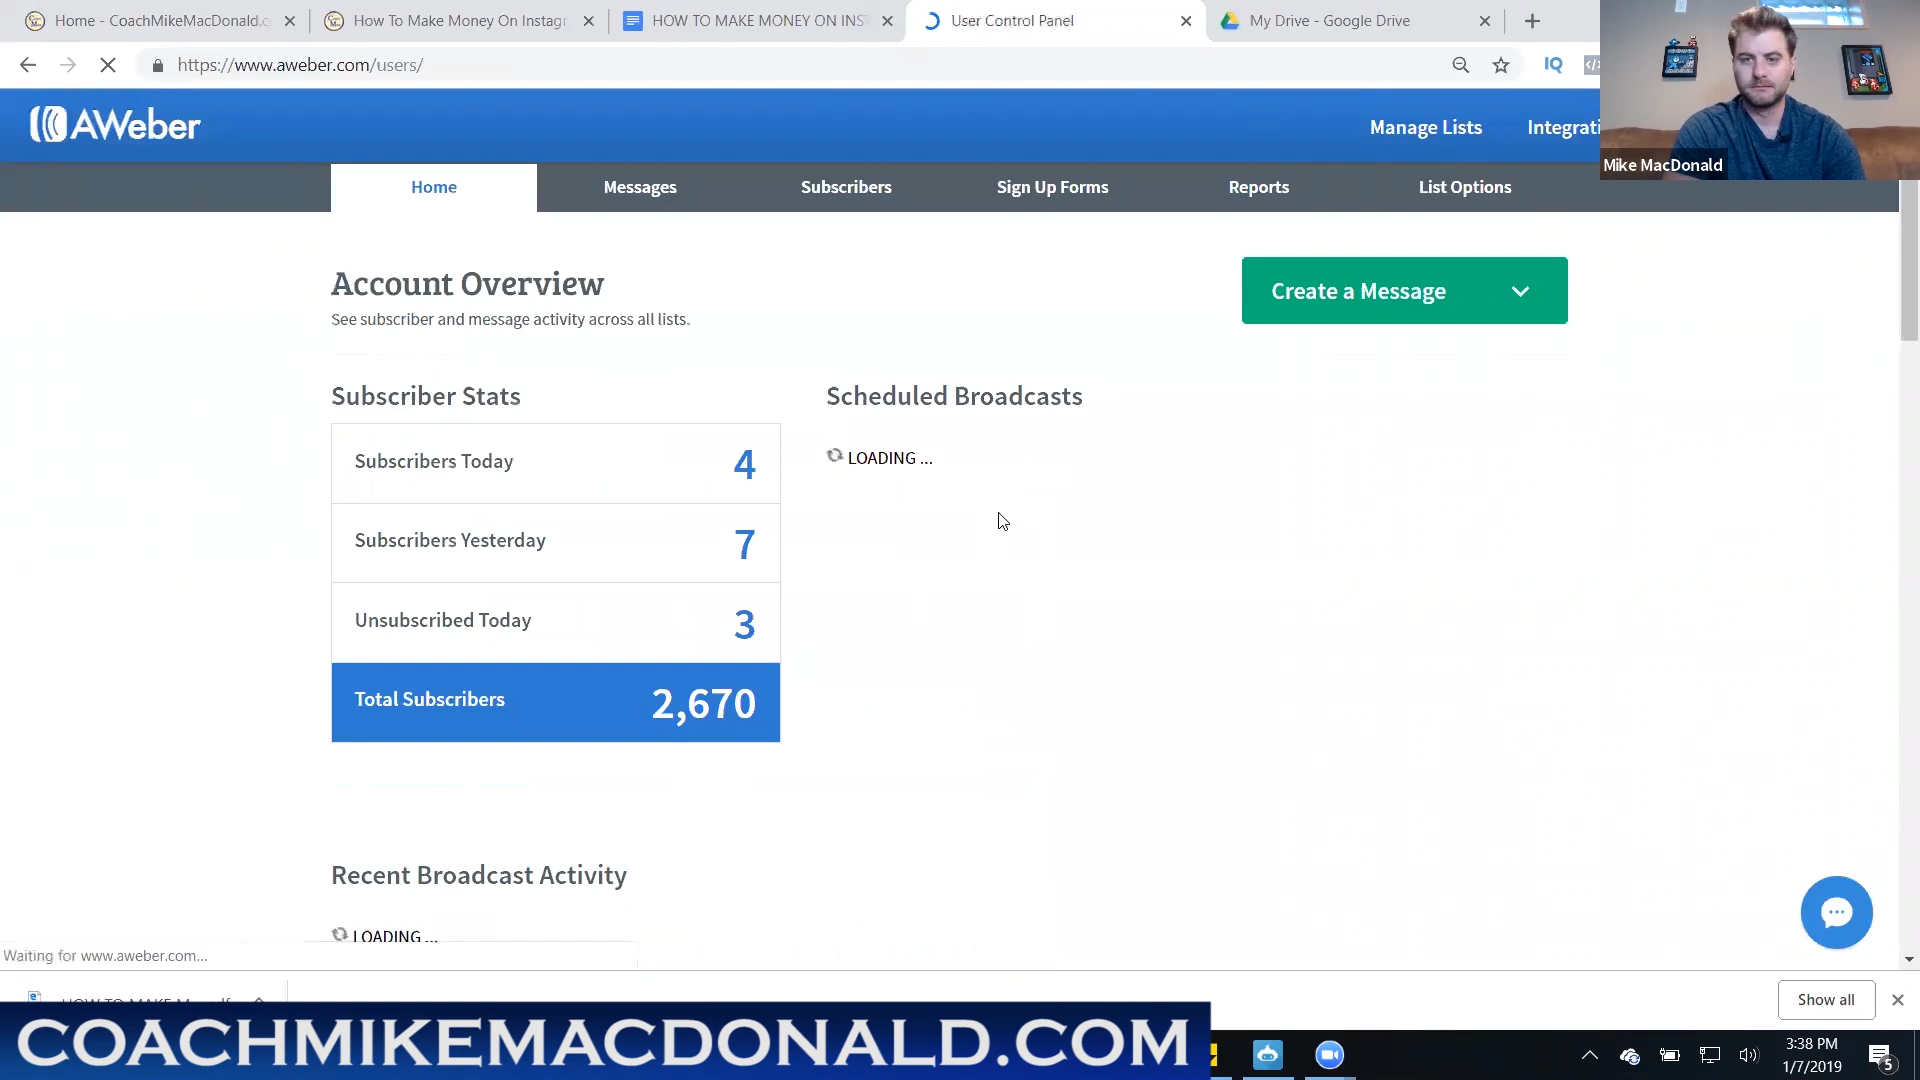 Home - CoachMikeMacDonald.c
How To Make Money On Instagr
HOW TO MAKE MONEY ON INS
User Control Panel
My Drive - Google Drive
https://www.aweber.com/users/
IQ
AWeber
Manage Lists
Integrati
Mike MacDonald
Home
Messages
Subscribers
Sign Up Forms
Reports
List Options
Account Overview
See subscriber and message activity across all lists.
Create a Message
Subscriber Stats
Scheduled Broadcasts
Subscribers Today 4
LOADING ...
Subscribers Yesterday 7
Unsubscribed Today 3
Total Subscribers 2,670
Recent Broadcast Activity
LOADING ...
Waiting for www.aweber.com...
Show all
COACHMIKEMACDONALD.COM
3:38 PM
1/7/2019
5